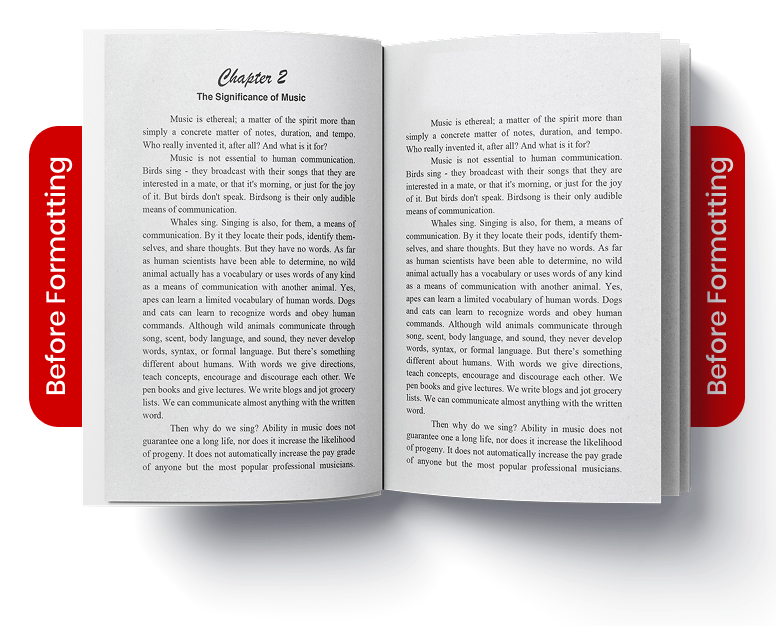 Before Formatting
Chapter 2
The Significance of Music
Music is ethereal; a matter of the spirit more than
simply a concrete matter of notes, duration, and tempo.
Who really invented it, after all? And what is it for?
Music is not essential to human communication.
Birds sing - they broadcast with their songs that they are
interested in a mate, or that it's morning, or just for the joy
of it. But birds don't speak. Birdsong is their only audible
means of communication.
Whales sing. Singing is also, for them, a means of
communication. By it they locate their pods, identify them-
selves, and share thoughts. But they have no words. As far
as human scientists have been able to determine, no wild
animal actually has a vocabulary or uses words of any kind
as a means of communication with another animal. Yes,
apes can learn a limited vocabulary of human words. Dogs
and cats can learn to recognize words and obey human
commands. Although wild animals communicate through
song, scent, body language, and sound, they never develop
words, syntax, or formal language. But there's something
different about humans. With words we give directions,
teach concepts, encourage and discourage each other. We
pen books and give lectures. We write blogs and jot grocery
lists. We can communicate almost anything with the written
word.
Then why do we sing? Ability in music does not
guarantee one a long life, nor does it increase the likelihood
of progeny. It does not automatically increase the pay grade
of anyone but the most popular professional musicians.
Music is ethereal; a matter of the spirit more than
simply a concrete matter of notes, duration, and tempo.
Who really invented it, after all? And what is it for?
Music is not essential to human communication.
Birds sing - they broadcast with their songs that they are
interested in a mate, or that it's morning, or just for the joy
of it. But birds don't speak. Birdsong is their only audible
means of communication.
Whales sing. Singing is also, for them, a means of
communication. By it they locate their pods, identify them-
selves, and share thoughts. But they have no words. As far
as human scientists have been able to determine, no wild
animal actually has a vocabulary or uses words of any kind
as a means of communication with another animal. Yes,
apes can learn a limited vocabulary of human words. Dogs
and cats can learn to recognize words and obey human
commands. Although wild animals communicate through
song, scent, body language, and sound, they never develop
words, syntax, or formal language. But there's something
different about humans. With words we give directions,
teach concepts, encourage and discourage each other. We
pen books and give lectures. We write blogs and jot grocery
lists. We can communicate almost anything with the written
word.
Then why do we sing? Ability in music does not
guarantee one a long life, nor does it increase the likelihood
of progeny. It does not automatically increase the pay grade
of anyone but the most popular professional musicians.
Before Formatting